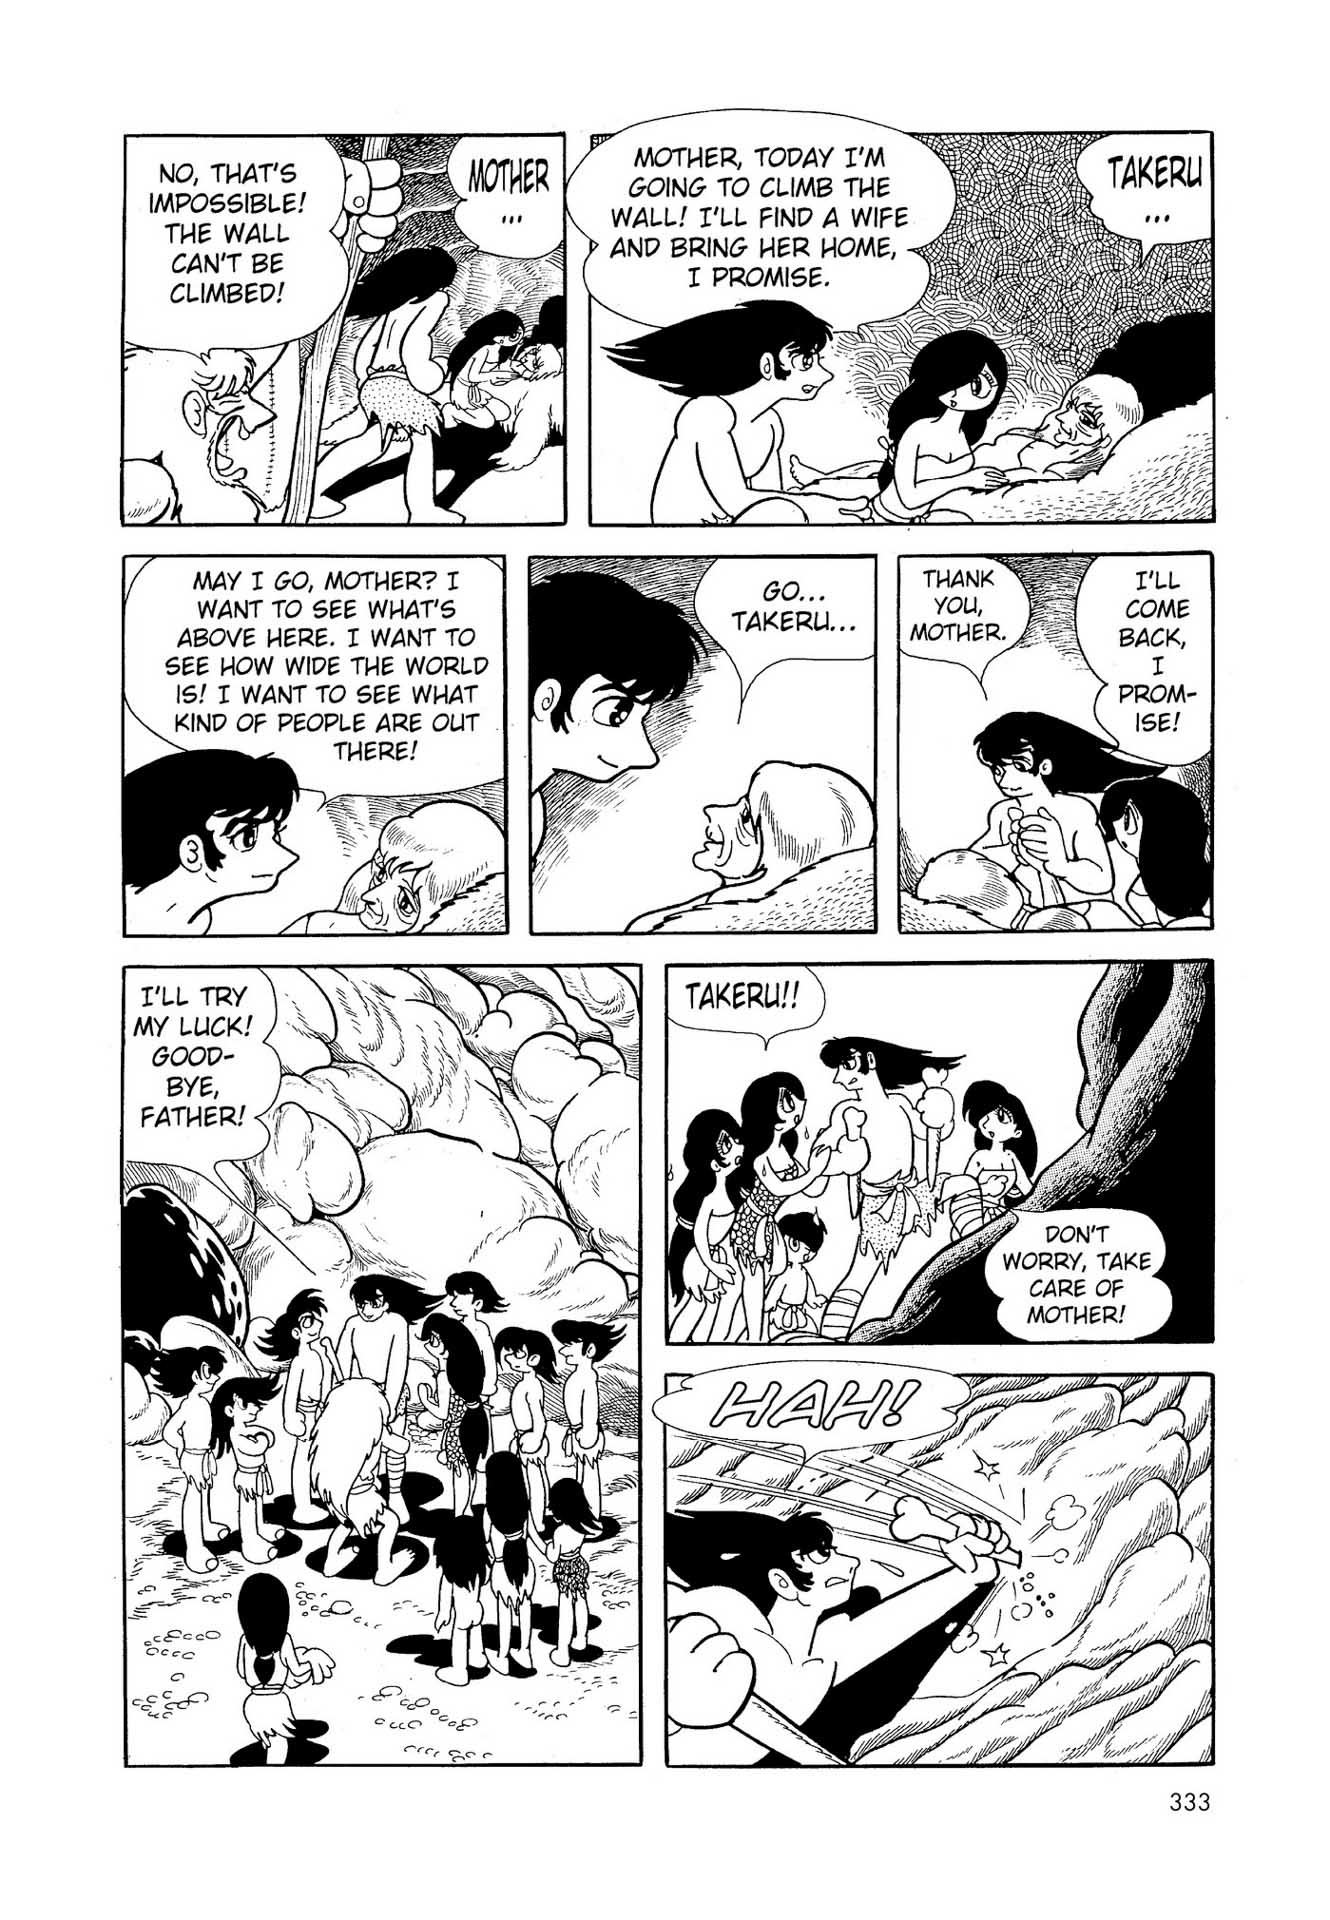 NO, THAT'S
IMPOSSIBLE!
THE WALL
CAN'T BE
CLIMBED!
MOTHER
...
MOTHER, TODAY I'M
GOING TO CLIMB THE
WALL! I'LL FIND A WIFE
AND BRING HER HOME,
I PROMISE.
TAKERU
...
MAY I GO, MOTHER? I
WANT TO SEE WHAT'S
ABOVE HERE. I WANT TO
SEE HOW WIDE THE WORLD
IS! I WANT TO SEE WHAT
KIND OF PEOPLE ARE OUT
THERE!
GO...
TAKERU...
THANK
YOU,
MOTHER.
I'LL
COME
BACK,
I
PROM-
ISE!
I'LL TRY
MY LUCK!
GOOD-
BYE,
FATHER!
TAKERU!!
DON'T
WORRY, TAKE
CARE OF
MOTHER!
HAH!
333